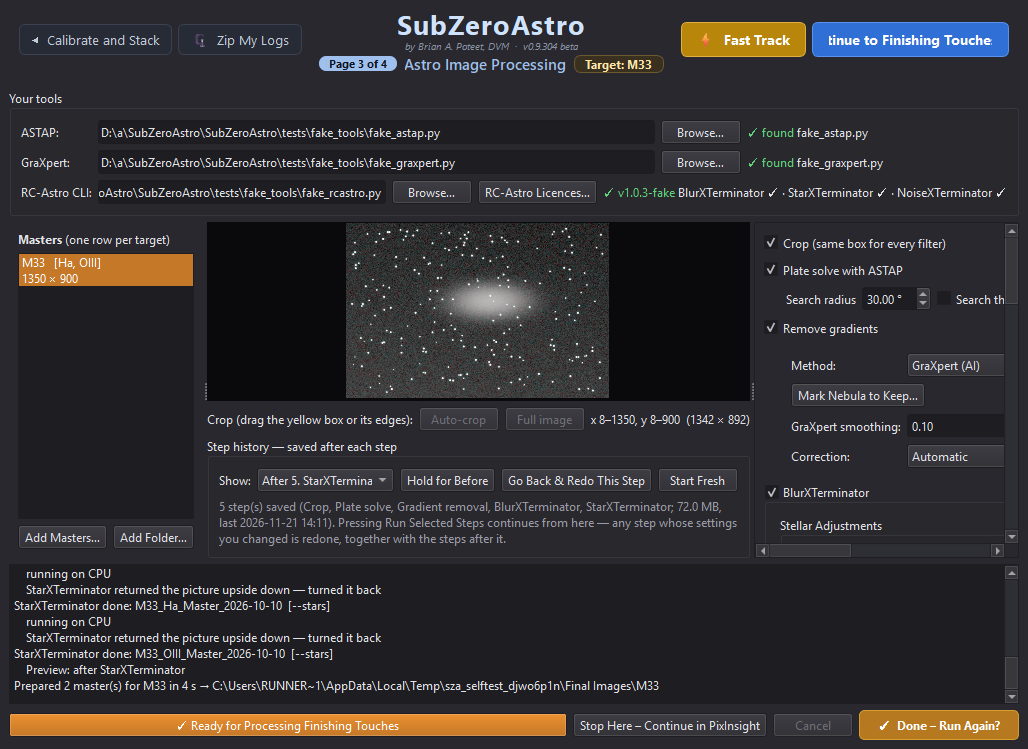 ◄ Calibrate and Stack
Zip My Logs
SubZeroAstro
by Brian A. Poteet, DVM · v0.9.304 beta
Page 3 of 4
Astro Image Processing
Target: M33
Fast Track
tinue to Finishing Touche
Your tools
ASTAP: D:\a\SubZeroAstro\SubZeroAstro\tests\fake_tools\fake_astap.py Browse... ✓ found fake_astap.py
GraXpert: D:\a\SubZeroAstro\SubZeroAstro\tests\fake_tools\fake_graxpert.py Browse... ✓ found fake_graxpert.py
RC-Astro CLI: oAstro\SubZeroAstro\tests\fake_tools\fake_rcastro.py Browse... RC-Astro Licences... ✓ v1.0.3-fake BlurXTerminator ✓ · StarXTerminator ✓ · NoiseXTerminator ✓
Masters (one row per target)
M33 [Ha, OIII]
1350 × 900
Add Masters...
Add Folder...
Crop (drag the yellow box or its edges): Auto-crop Full image x 8–1350, y 8–900 (1342 × 892)
Step history — saved after each step
Show: After 5. StarXTermina Hold for Before Go Back & Redo This Step Start Fresh
5 step(s) saved (Crop, Plate solve, Gradient removal, BlurXTerminator, StarXTerminator; 72.0 MB,
last 2026-11-21 14:11). Pressing Run Selected Steps continues from here — any step whose settings
you changed is redone, together with the steps after it.
✓ Crop (same box for every filter)
✓ Plate solve with ASTAP
Search radius 30.00 ° Search th
✓ Remove gradients
Method: GraXpert (AI)
Mark Nebula to Keep...
GraXpert smoothing: 0.10
Correction: Automatic
✓ BlurXTerminator
Stellar Adjustments
running on CPU
StarXTerminator returned the picture upside down — turned it back
StarXTerminator done: M33_Ha_Master_2026-10-10 [--stars]
running on CPU
StarXTerminator returned the picture upside down — turned it back
StarXTerminator done: M33_OIII_Master_2026-10-10 [--stars]
Preview: after StarXTerminator
Prepared 2 master(s) for M33 in 4 s → C:\Users\RUNNER~1\AppData\Local\Temp\sza_selftest_djwo6p1n\Final Images\M33
✓ Ready for Processing Finishing Touches
Stop Here – Continue in PixInsight
Cancel
✓ Done – Run Again?